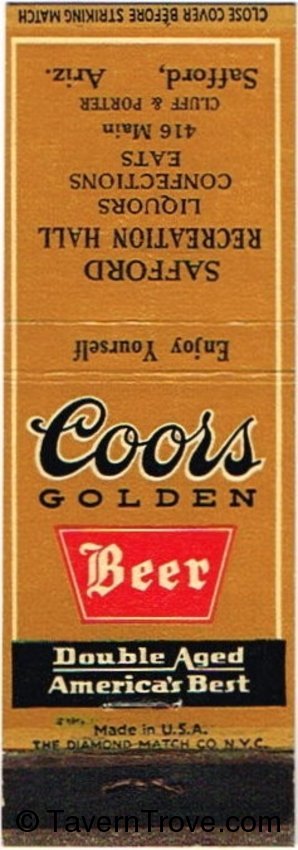 CLOSE COVER BEFORE STRIKING MATCH
SAFFORD
RECREATION HALL
LIQUORS
CONFECTIONS
EATS
416 Main
CLUFF & PORTER
Safford, Ariz.
Enjoy Yourself
Coors
GOLDEN
Beer
Double Aged
America's Best
Made in U.S.A.
THE DIAMOND MATCH CO. N.Y.C.
© TavernTrove.com